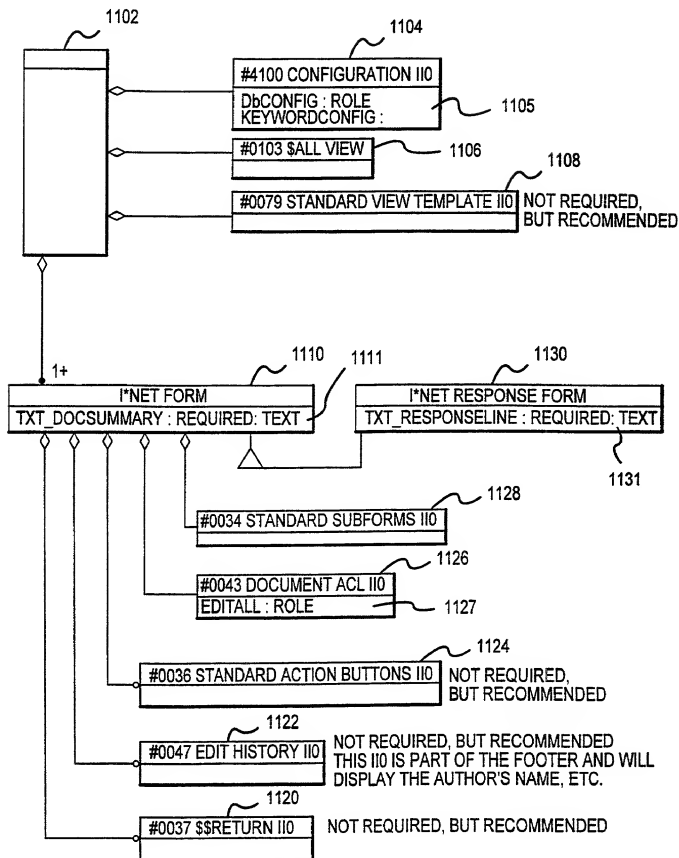 1102
1104
#4100 CONFIGURATION II0
DbCONFIG : ROLE
KEYWORDCONFIG :
1105
#0103 $ALL VIEW
1106
1108
#0079 STANDARD VIEW TEMPLATE II0
NOT REQUIRED,
BUT RECOMMENDED
1+
1110
1111
I*NET FORM
TXT_DOCSUMMARY : REQUIRED: TEXT
1130
I*NET RESPONSE FORM
TXT_RESPONSELINE : REQUIRED: TEXT
1131
1128
#0034 STANDARD SUBFORMS II0
1126
#0043 DOCUMENT ACL II0
EDITALL : ROLE
1127
1124
#0036 STANDARD ACTION BUTTONS II0
NOT REQUIRED,
BUT RECOMMENDED
1122
#0047 EDIT HISTORY II0
NOT REQUIRED, BUT RECOMMENDED
THIS II0 IS PART OF THE FOOTER AND WILL
DISPLAY THE AUTHOR'S NAME, ETC.
1120
#0037 $$RETURN II0
NOT REQUIRED, BUT RECOMMENDED